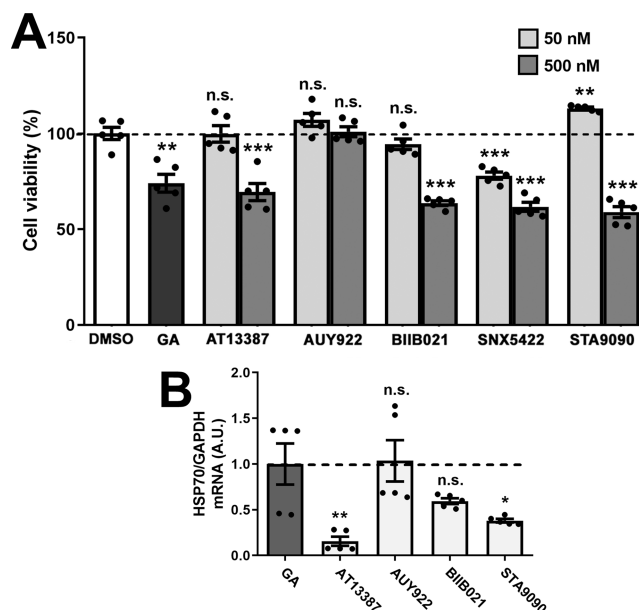 A
150
50 nM
500 nM
Cell viability (%)
100
50
0
**
n.s.
***
n.s.
n.s.
n.s.
***
***
***
**
***
DMSO GA AT13387 AUY922 BIIB021 SNX5422 STA9090
B
HSP70/GAPDH
mRNA (A.U.)
2.0
1.5
1.0
0.5
0.0
**
n.s.
n.s.
*
GA AT13387 AUY922 BIIB021 STA9090